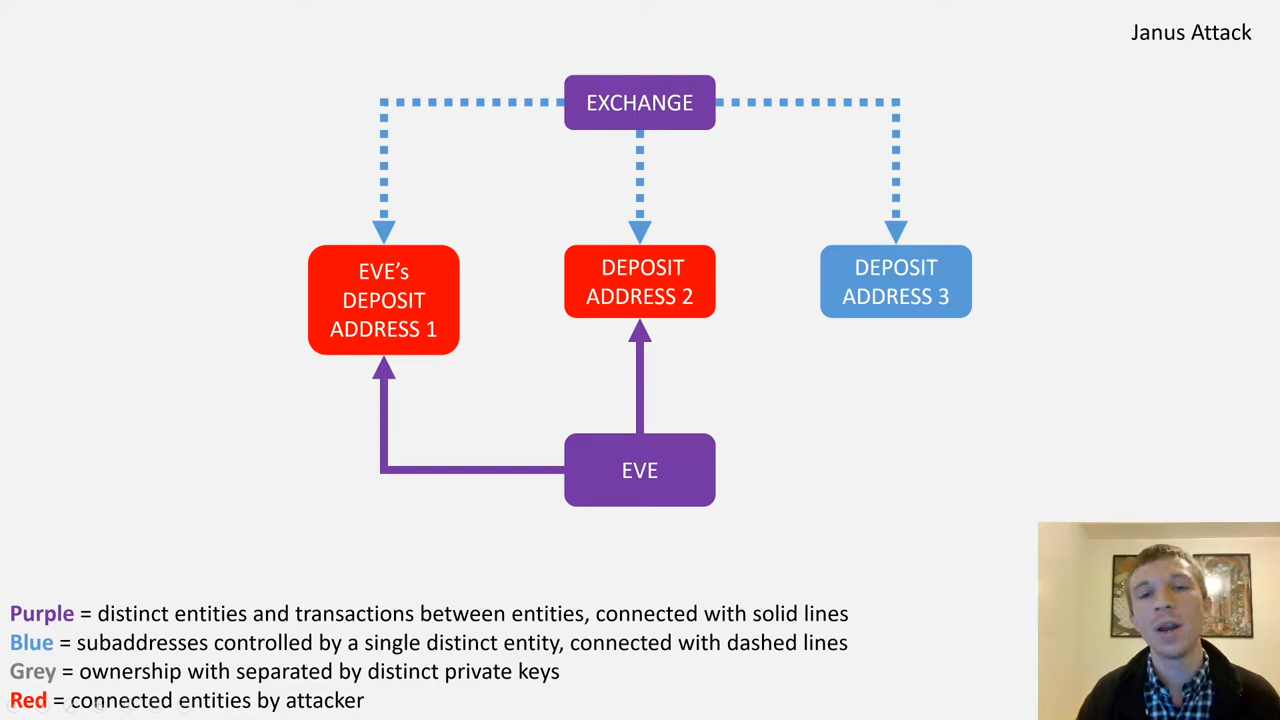 Janus Attack
EXCHANGE
EVE's
DEPOSIT
ADDRESS 1
DEPOSIT
ADDRESS 2
DEPOSIT
ADDRESS 3
EVE
Purple = distinct entities and transactions between entities, connected with solid lines
Blue = subaddresses controlled by a single distinct entity, connected with dashed lines
Grey = ownership with separated by distinct private keys
Red = connected entities by attacker